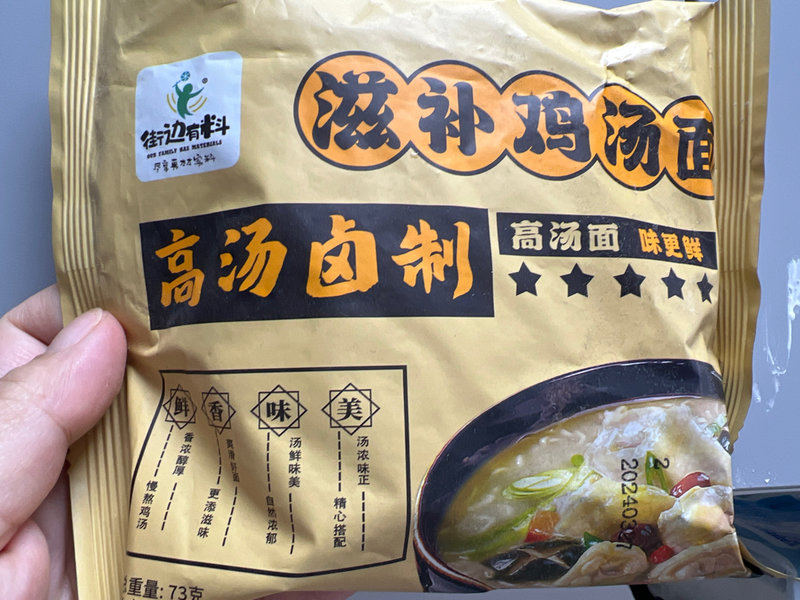 滋补鸡汤面
街边有料
OUR FAMILY HAS MATERIALS
高汤卤制
高汤面 味更鲜
鲜香味美
香浓醇厚
慢熬鸡汤
爽滑好面
更添滋味
汤鲜味美
自然浓郁
汤浓味正
精心搭配
重量: 73克